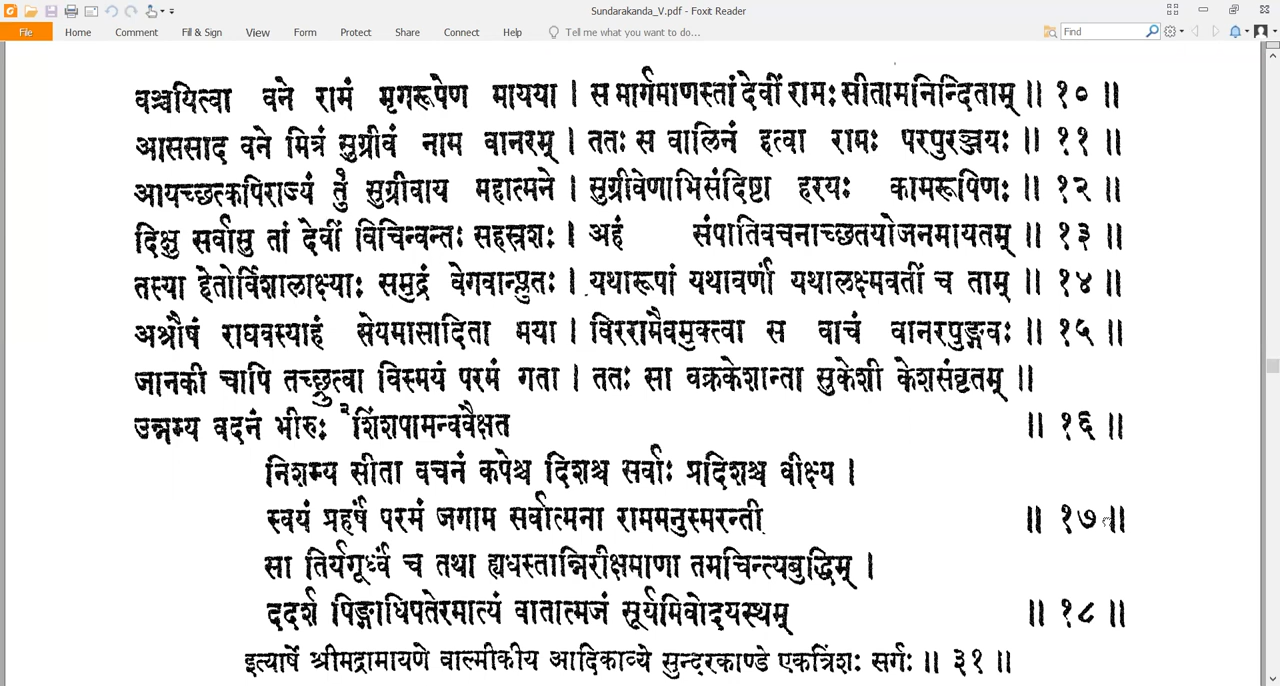 Sundarakanda_V.pdf - Foxit Reader
File Home Comment Fill & Sign View Form Protect Share Connect Help Tell me what you want to do... Find
वञ्चयित्वा वने रामं मृगरूपेण मायया । स मार्गमाणस्तां देवीं रामः सीतामनिन्दिताम् ॥ १० ॥
आससाद वने मित्रं सुग्रीवं नाम वानरम् । ततः स वालिनं हत्वा रामः परपुरञ्जयः ॥ ११ ॥
आयच्छत्कपिराज्यं तुँ सुग्रीवाय महात्मने । सुग्रीवेणाभिसंदिष्टा हरयः कामरूपिणः ॥ १२ ॥
दिक्षु सर्वासु तां देवीं विचिन्वन्तः सहस्रशः । अहं संपातिवचनाच्छतयोजनमायतम् ॥ १३ ॥
तस्या हेतोर्विशालाक्ष्याः समुद्रं वेगवान्प्लुतः । यथारूपां यथावर्णां यथालक्ष्मवतीं च ताम् ॥ १४ ॥
अश्रौषं राघवस्याहं सेयमासादिता मया । विररामैवमुक्त्वा स वाचं वानरपुङ्गवः ॥ १५ ॥
जानकी चापि तच्छ्रुत्वा विस्मयं परमं गता । ततः सा वक्रकेशान्ता सुकेशी केशसंवृतम् ॥
उन्नम्य वदनं भीरुः ३शिंशपामन्ववैक्षत ॥ १६ ॥
निशम्य सीता वचनं कपेश्च दिशश्च सर्वाः प्रदिशश्च वीक्ष्य ।
स्वयं प्रहर्षं परमं जगाम सर्वात्मना राममनुस्मरन्ती ॥ १७ ॥
सा तिर्यगूर्ध्वं च तथा ह्यधस्तान्निरीक्षमाणा तमचिन्त्यबुद्धिम् ।
ददर्श पिङ्गाधिपतेरमात्यं वातात्मजं सूर्यमिवोदयस्थम् ॥ १८ ॥
इत्यार्षे श्रीमद्रामायणे वाल्मीकीय आदिकाव्ये सुन्दरकाण्डे एकत्रिंशः सर्गः ॥ ३१ ॥